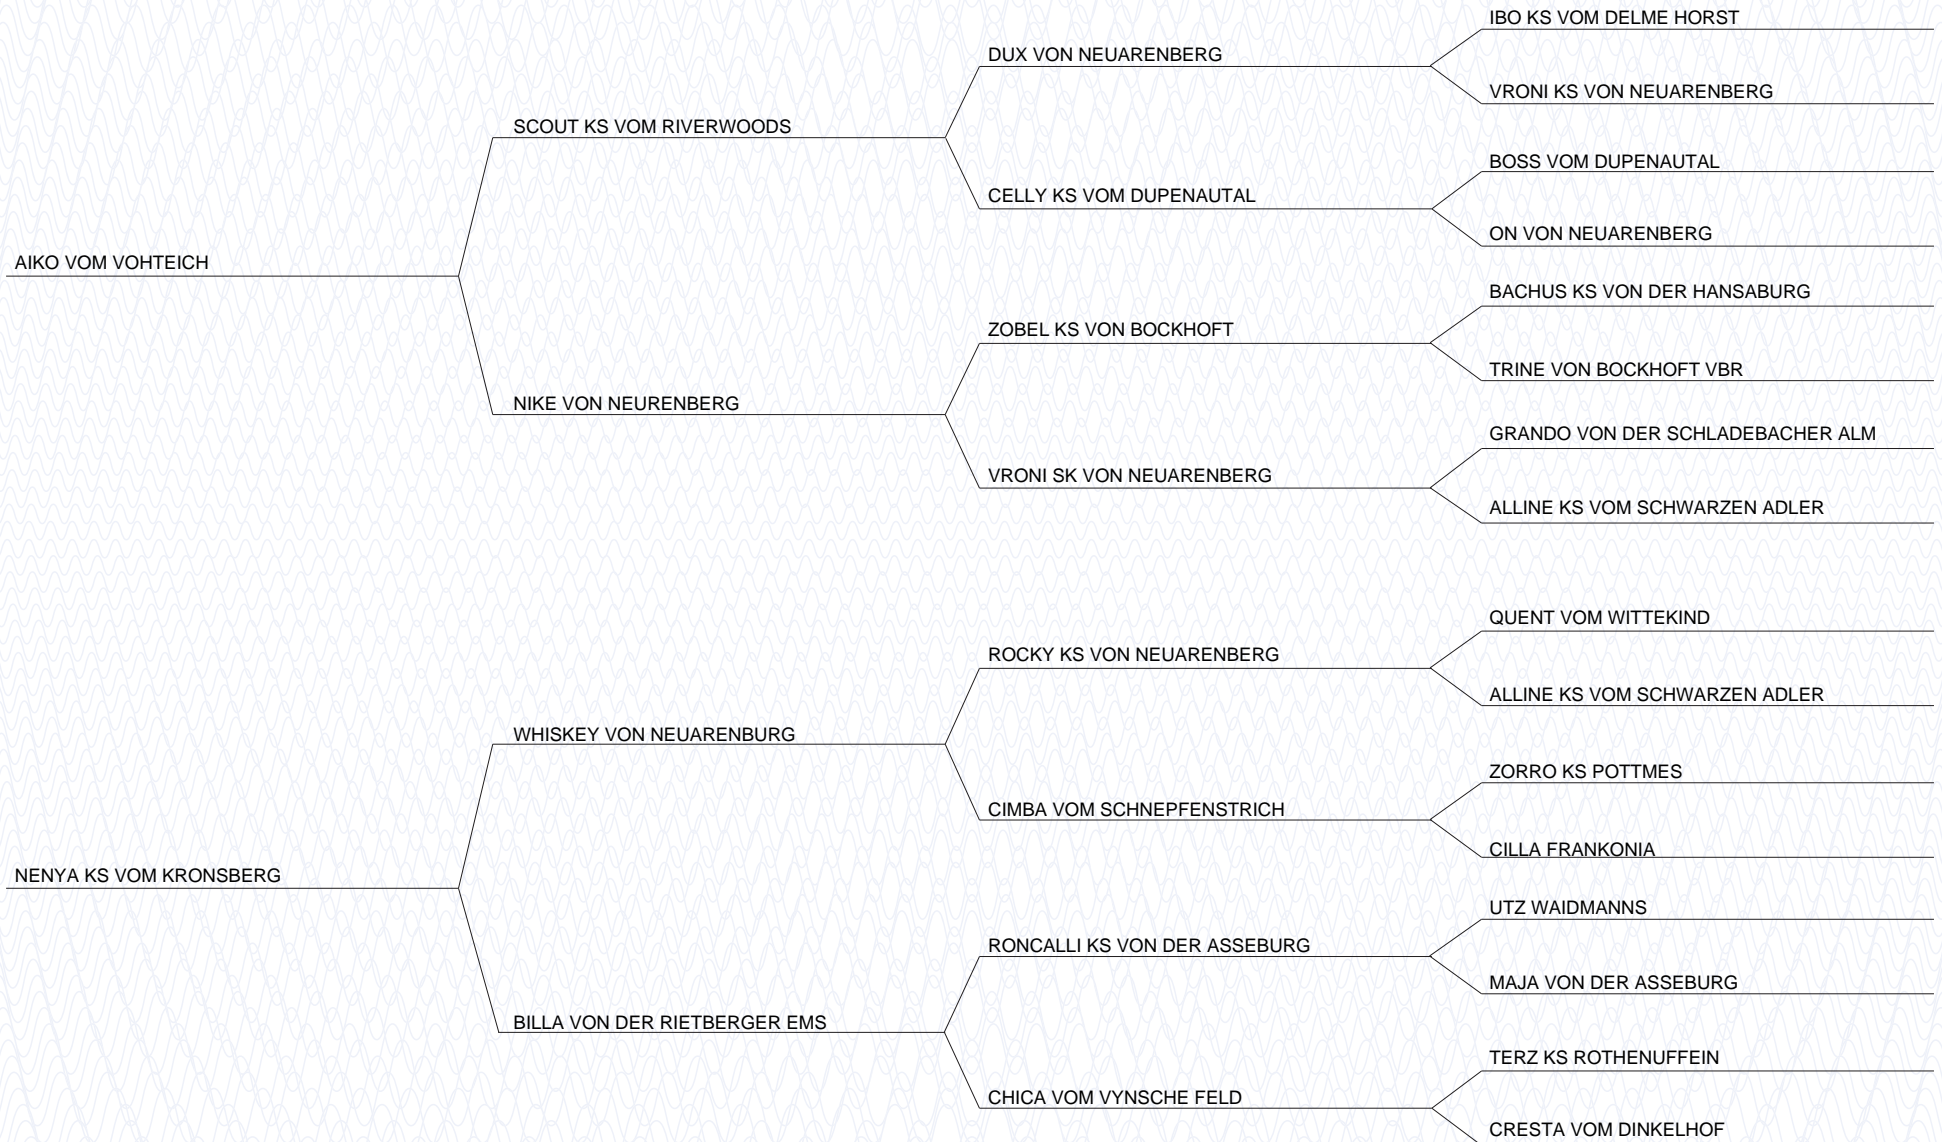 IBO KS VOM DELME HORST
DUX VON NEUARENBERG
VRONI KS VON NEUARENBERG
SCOUT KS VOM RIVERWOODS
BOSS VOM DUPENAUTAL
CELLY KS VOM DUPENAUTAL
ON VON NEUARENBERG
AIKO VOM VOHTEICH
BACHUS KS VON DER HANSABURG
ZOBEL KS VON BOCKHOFT
TRINE VON BOCKHOFT VBR
NIKE VON NEURENBERG
GRANDO VON DER SCHLADEBACHER ALM
VRONI SK VON NEUARENBERG
ALLINE KS VOM SCHWARZEN ADLER
QUENT VOM WITTEKIND
ROCKY KS VON NEUARENBERG
ALLINE KS VOM SCHWARZEN ADLER
WHISKEY VON NEUARENBURG
ZORRO KS POTTMES
CIMBA VOM SCHNEPFENSTRICH
CILLA FRANKONIA
NENYA KS VOM KRONSBERG
UTZ WAIDMANNS
RONCALLI KS VON DER ASSEBURG
MAJA VON DER ASSEBURG
BILLA VON DER RIETBERGER EMS
TERZ KS ROTHENUFFEIN
CHICA VOM VYNSCHE FELD
CRESTA VOM DINKELHOF